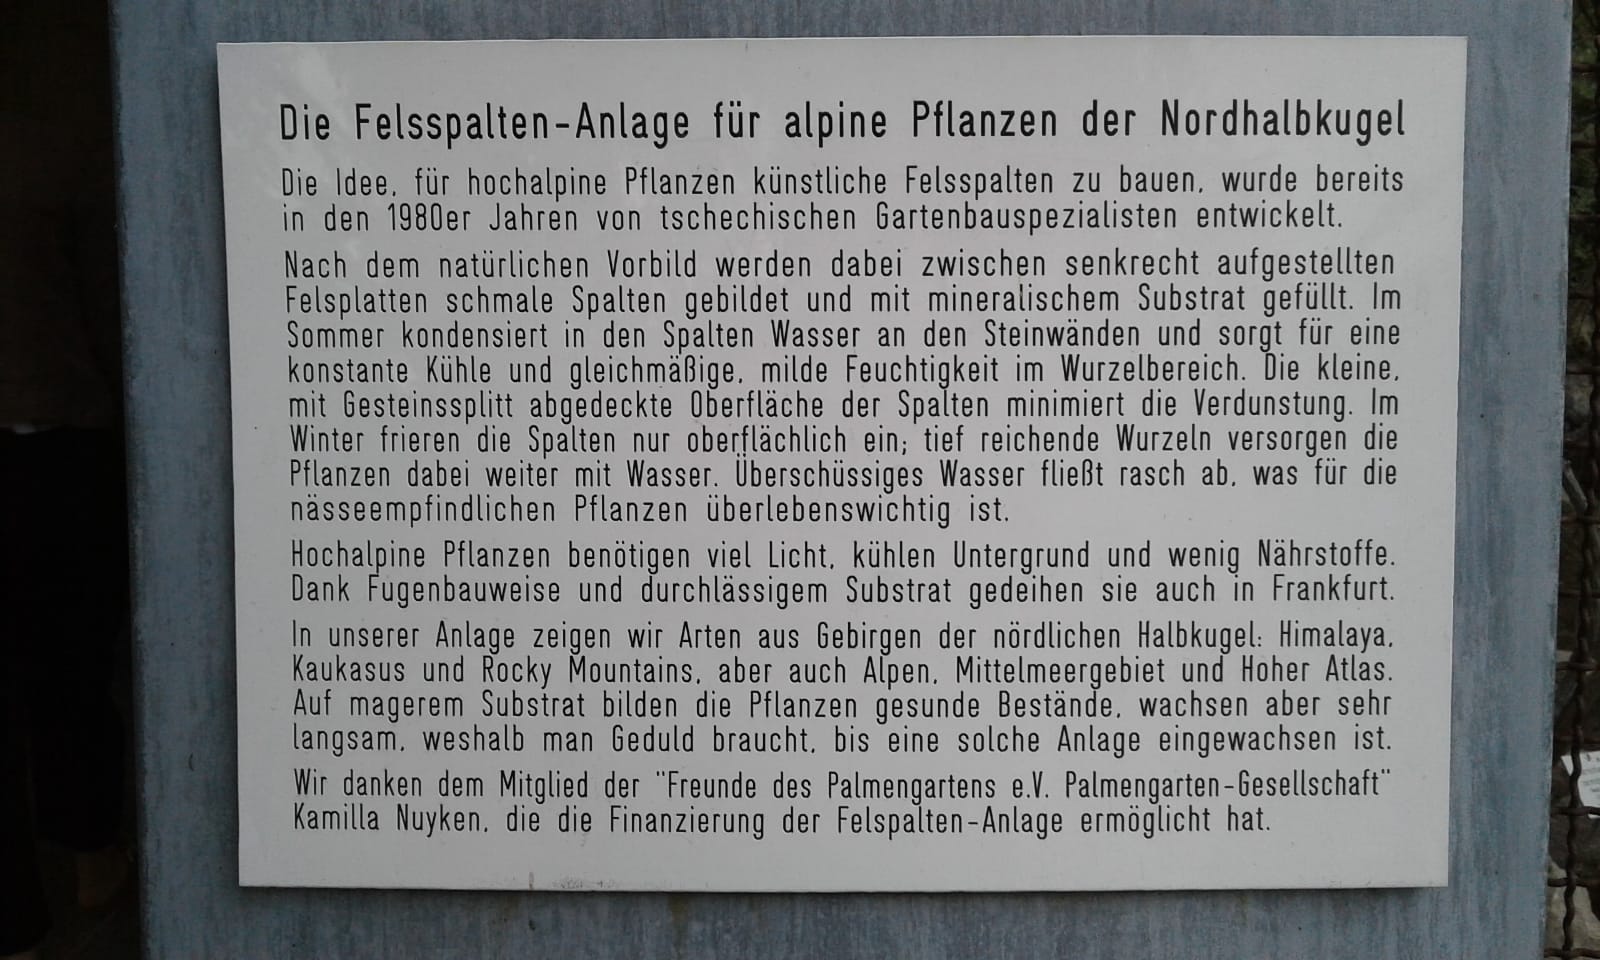 Die Felsspalten-Anlage für alpine Pflanzen der Nordhalbkugel
Die Idee, für hochalpine Pflanzen künstliche Felsspalten zu bauen, wurde bereits
in den 1980er Jahren von tschechischen Gartenbauspezialisten entwickelt.
Nach dem natürlichen Vorbild werden dabei zwischen senkrecht aufgestellten
Felsplatten schmale Spalten gebildet und mit mineralischem Substrat gefüllt. Im
Sommer kondensiert in den Spalten Wasser an den Steinwänden und sorgt für eine
konstante Kühle und gleichmäßige, milde Feuchtigkeit im Wurzelbereich. Die kleine,
mit Gesteinssplitt abgedeckte Oberfläche der Spalten minimiert die Verdunstung. Im
Winter frieren die Spalten nur oberflächlich ein; tief reichende Wurzeln versorgen die
Pflanzen dabei weiter mit Wasser. Überschüssiges Wasser fließt rasch ab, was für die
nässeempfindlichen Pflanzen überlebenswichtig ist.
Hochalpine Pflanzen benötigen viel Licht, kühlen Untergrund und wenig Nährstoffe.
Dank Fugenbauweise und durchlässigem Substrat gedeihen sie auch in Frankfurt.
In unserer Anlage zeigen wir Arten aus Gebirgen der nördlichen Halbkugel: Himalaya,
Kaukasus und Rocky Mountains, aber auch Alpen, Mittelmeergebiet und Hoher Atlas.
Auf magerem Substrat bilden die Pflanzen gesunde Bestände, wachsen aber sehr
langsam, weshalb man Geduld braucht, bis eine solche Anlage eingewachsen ist.
Wir danken dem Mitglied der "Freunde des Palmengartens e.V. Palmengarten-Gesellschaft"
Kamilla Nuyken, die die Finanzierung der Felspalten-Anlage ermöglicht hat.